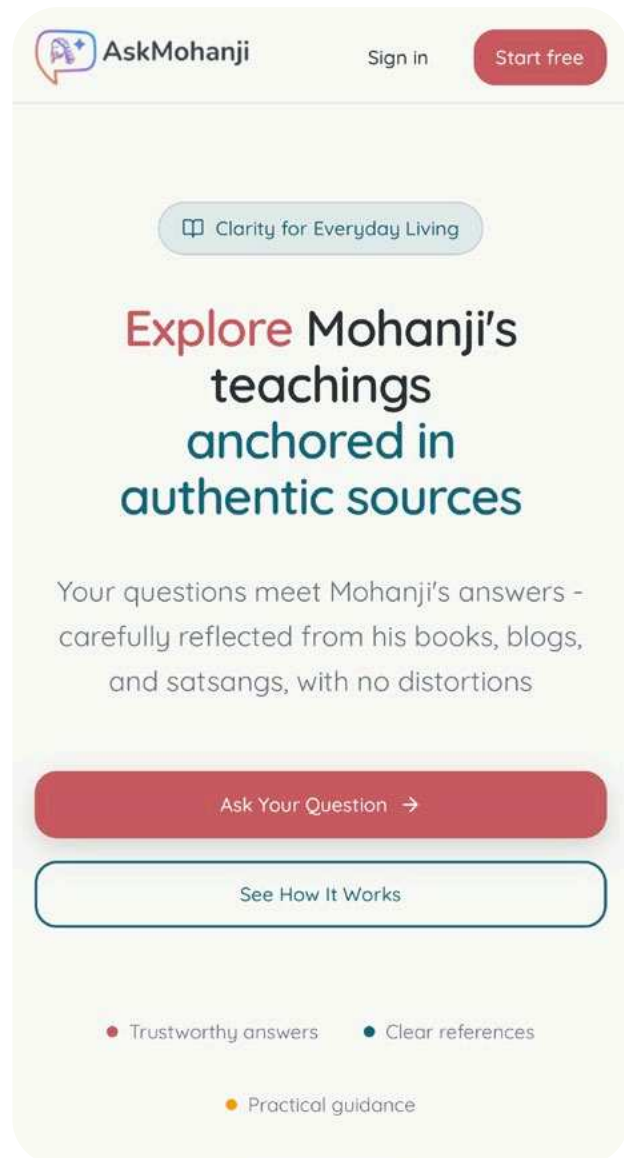 AskMohanji
Sign in
Start free
Clarity for Everyday Living
Explore Mohanji's
teachings
anchored in
authentic sources
Your questions meet Mohanji's answers -
carefully reflected from his books, blogs,
and satsangs, with no distortions
Ask Your Question →
See How It Works
Trustworthy answers
Clear references
Practical guidance